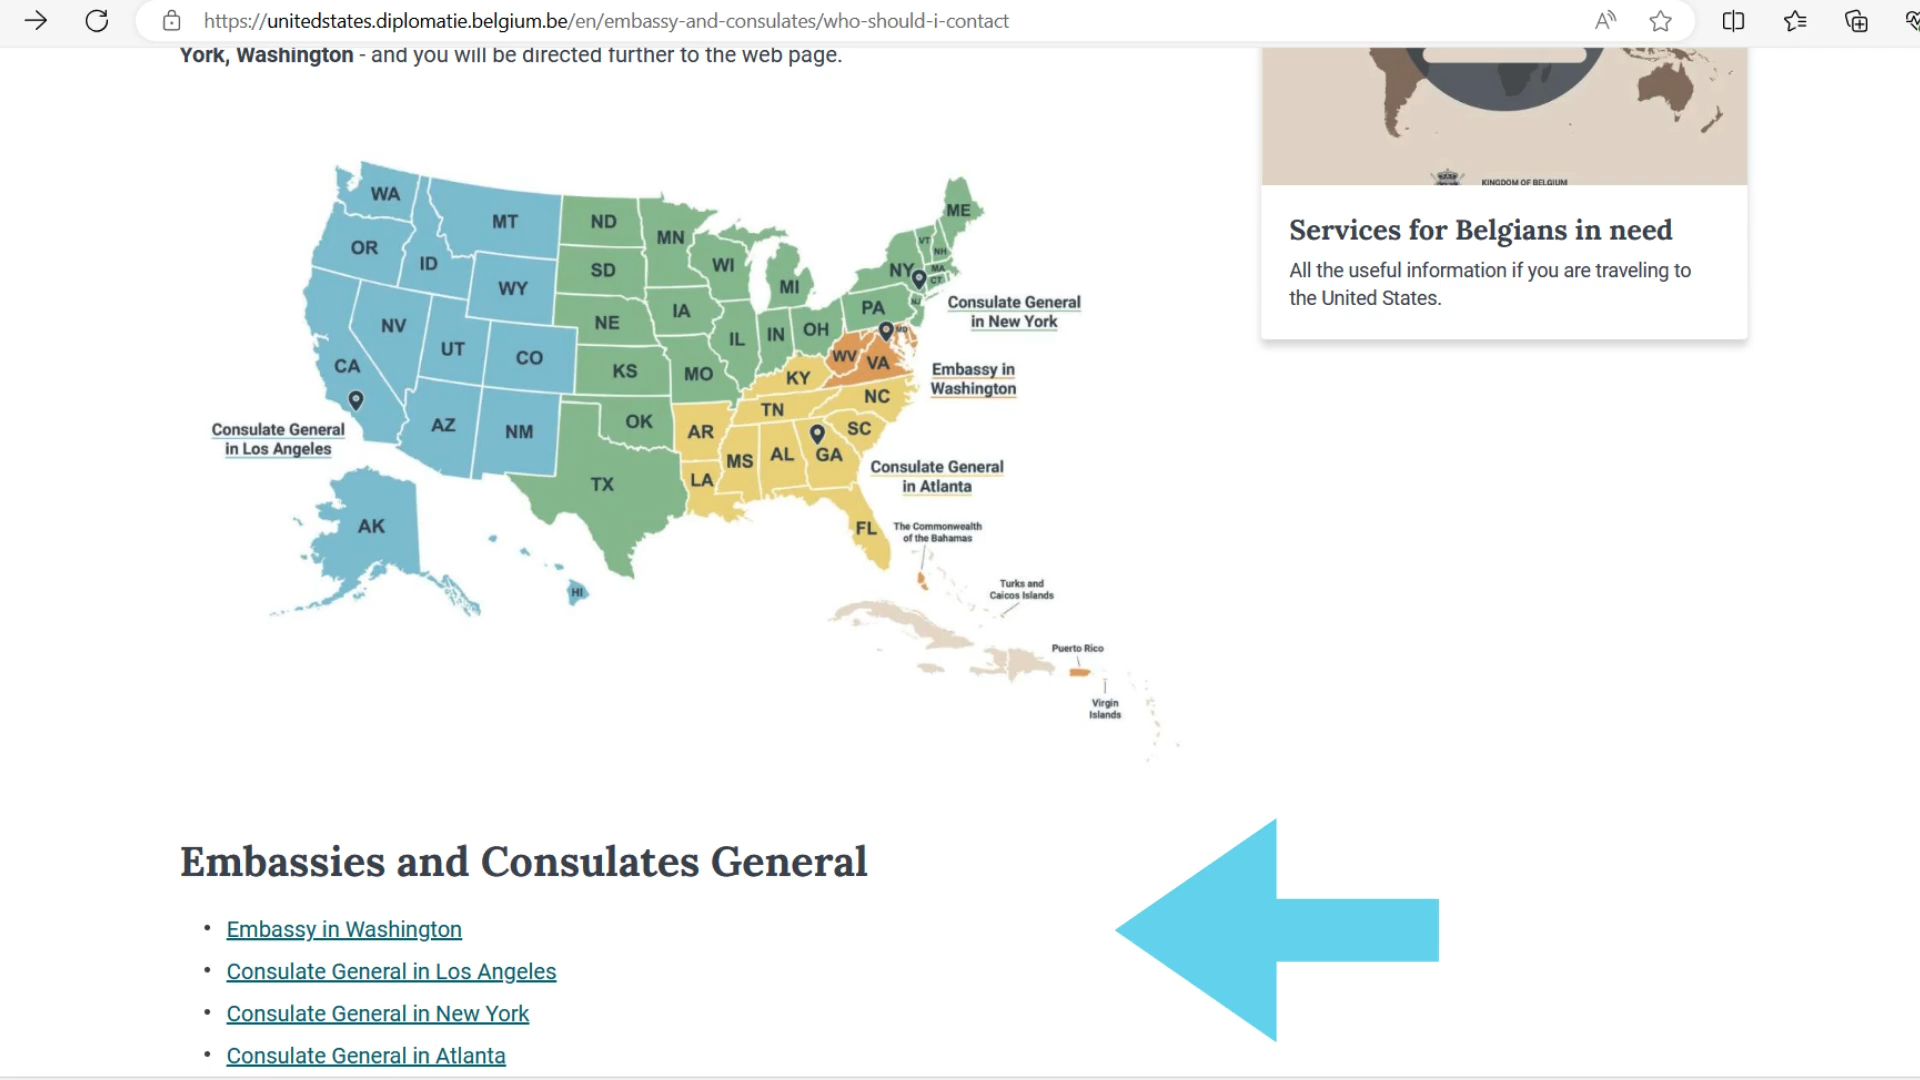 https://unitedstates.diplomatie.belgium.be/en/embassy-and-consulates/who-should-i-contact
York, Washington - and you will be directed further to the web page.
WA
MT
ND
MN
ME
OR
ID
SD
WI
VT
NH
NY
MA
CT
WY
MI
NJ
IA
PA
Consulate General
in New York
NV
NE
IL
IN
OH
MD
UT
CO
WV
VA
CA
KS
MO
KY
Embassy in
Washington
NC
TN
AZ
NM
OK
AR
SC
Consulate General
in Los Angeles
MS
AL
GA
Consulate General
in Atlanta
TX
LA
AK
FL
The Commonwealth
of the Bahamas
HI
Turks and
Caicos Islands
Puerto Rico
Virgin
Islands
KINGDOM OF BELGIUM
Services for Belgians in need
All the useful information if you are traveling to
the United States.
Embassies and Consulates General
• Embassy in Washington
• Consulate General in Los Angeles
• Consulate General in New York
• Consulate General in Atlanta